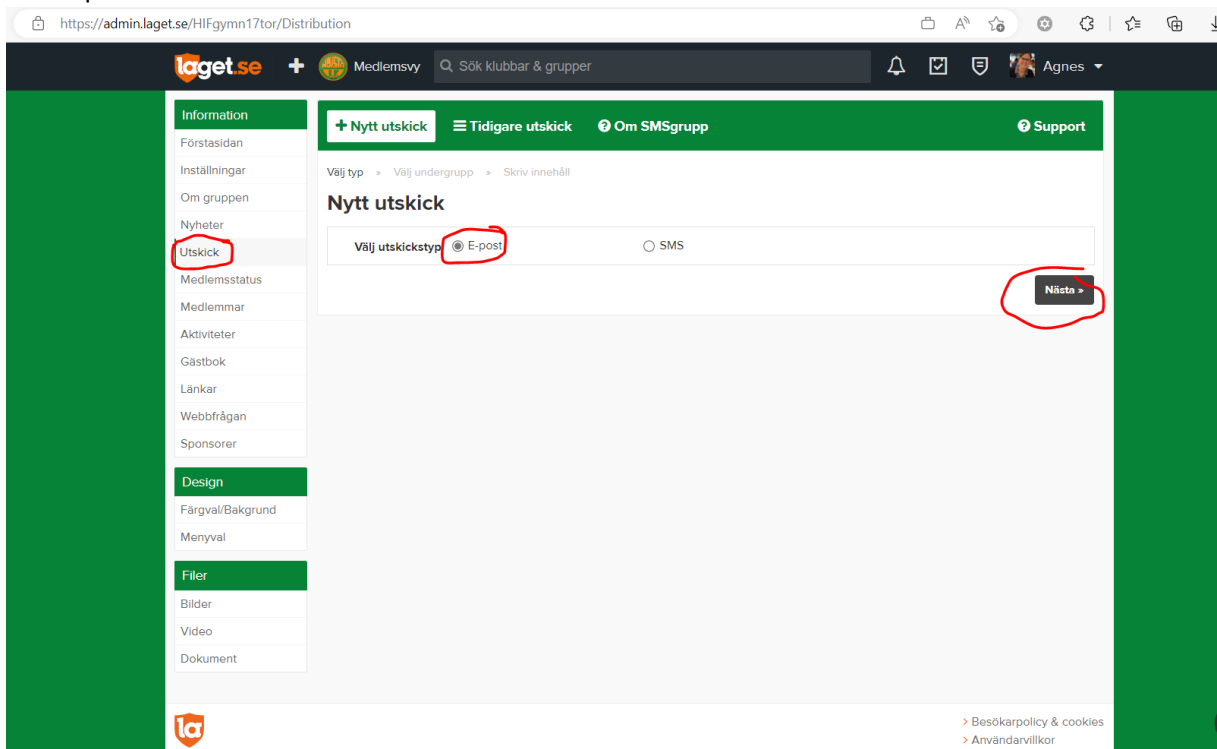 https://admin.laget.se/HIFgymn17tor/Distribution
laget.se Medlemsvy Sök klubbar & grupper Agnes
Information
Förstasidan
Inställningar
Om gruppen
Nyheter
Utskick
Medlemsstatus
Medlemmar
Aktiviteter
Gästbok
Länkar
Webbfrågan
Sponsorer
Design
Färgval/Bakgrund
Menyval
Filer
Bilder
Video
Dokument
+ Nytt utskick Tidigare utskick Om SMSgrupp Support
Välj typ » Välj undergrupp » Skriv innehåll
Nytt utskick
Välj utskickstyp E-post SMS
Nästa »
la
> Besökarpolicy & cookies
> Användarvillkor